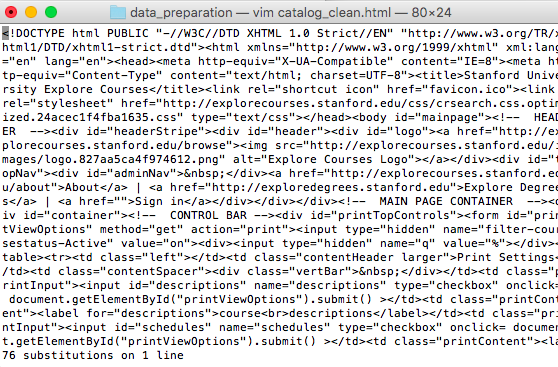 data_preparation — vim catalog_clean.html — 80×24
<!DOCTYPE html PUBLIC "-//W3C//DTD XHTML 1.0 Strict//EN" "http://www.w3.org/TR/x
html1/DTD/xhtml1-strict.dtd"><html xmlns="http://www.w3.org/1999/xhtml" xml:lang
="en" lang="en"><head><meta http-equiv="X-UA-Compatible" content="IE=8"><meta ht
tp-equiv="Content-Type" content="text/html; charset=UTF-8"><title>Stanford Unive
rsity Explore Courses</title><link rel="shortcut icon" href="favicon.ico"><link
rel="stylesheet" href="http://explorecourses.stanford.edu/css/crsearch.css.optim
ized.24acec1f4fba1635.css" type="text/css"></head><body id="mainpage"><!--  HEAD
ER  --><div id="headerStripe"><div id="header"><div id="logo"><a href="http://ex
plorecourses.stanford.edu/browse"><img src="http://explorecourses.stanford.edu/i
mages/logo.827aa5ca4f974612.png" alt="Explore Courses Logo"></a></div><div id="t
opNav"><div id="adminNav">&nbsp;</div><a href="http://explorecourses.stanford.ed
u/about">About</a> | <a href="http://exploredegrees.stanford.edu">Explore Degree
s</a> | <a href="">Sign in</a></div></div></div><!--  MAIN PAGE CONTAINER  --><d
iv id="container"><!--  CONTROL BAR --><div id="printTopControls"><form id="prin
tViewOptions" method="get" action="print"><input type="hidden" name="filter-cour
sestatus-Active" value="on"><div><input type="hidden" name="q" value="%"></div><
table><tr><td class="left"></td><td class="contentHeader larger">Print Settings<
/td><td class="contentSpacer"><div class="vertBar">&nbsp;</div></td><td class="p
rintInput"><input id="descriptions" name="descriptions" type="checkbox" onclick=
 document.getElementById("printViewOptions").submit() ></td><td class="printCont
ent"><label for="descriptions">course<br>descriptions</label></td><td class="pri
ntInput"><input id="schedules" name="schedules" type="checkbox" onclick= documen
t.getElementById("printViewOptions").submit() ></td><td class="printContent"><la
76 substitutions on 1 line